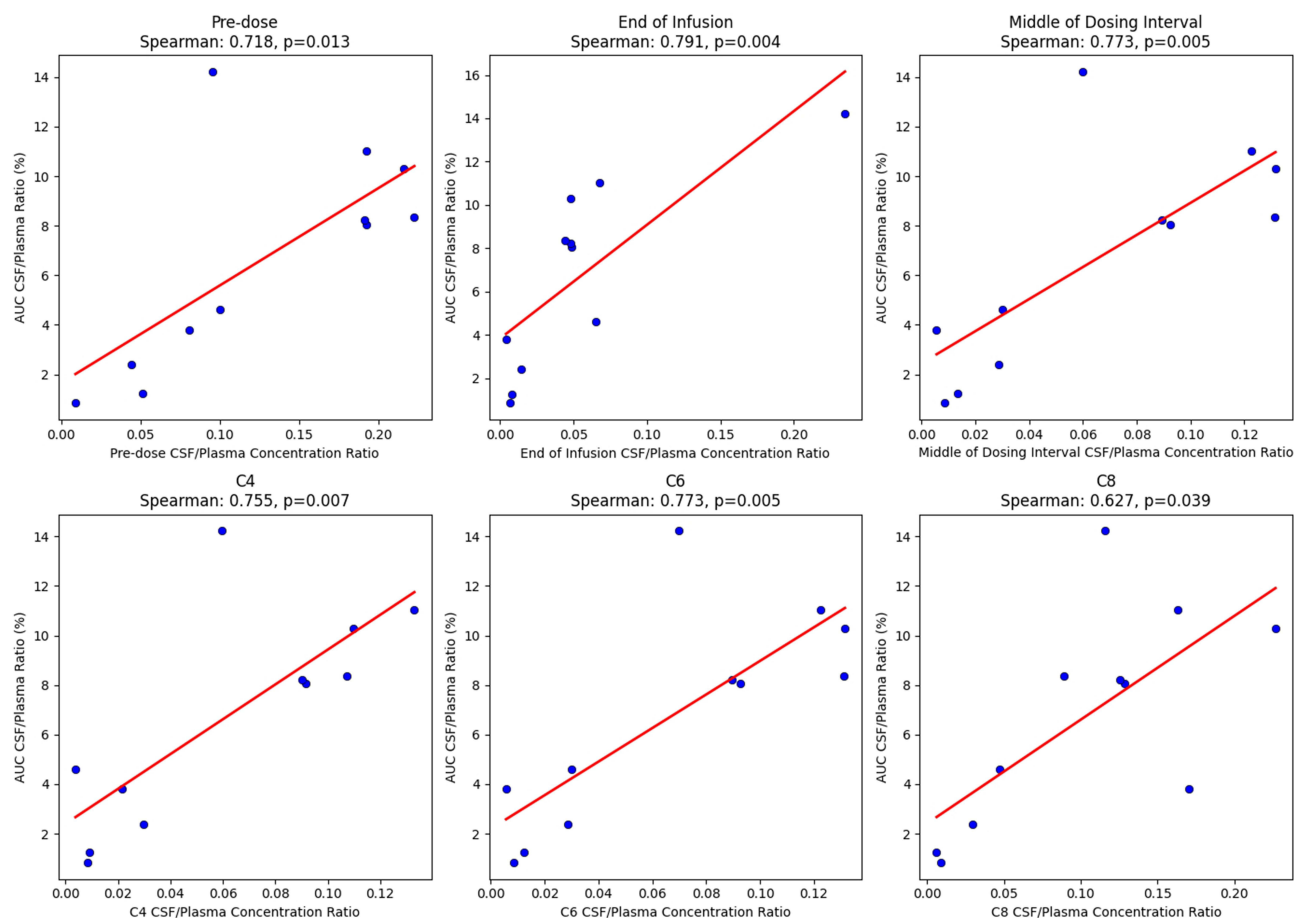 Pre-dose
Spearman: 0.718, p=0.013
14
12
10
8
6
4
2
AUC CSF/Plasma Ratio (%)
0.00 0.05 0.10 0.15 0.20
Pre-dose CSF/Plasma Concentration Ratio
End of Infusion
Spearman: 0.791, p=0.004
16
14
12
10
8
6
4
2
AUC CSF/Plasma Ratio (%)
0.00 0.05 0.10 0.15 0.20
End of Infusion CSF/Plasma Concentration Ratio
Middle of Dosing Interval
Spearman: 0.773, p=0.005
14
12
10
8
6
4
2
AUC CSF/Plasma Ratio (%)
0.00 0.02 0.04 0.06 0.08 0.10 0.12
Middle of Dosing Interval CSF/Plasma Concentration Ratio
C4
Spearman: 0.755, p=0.007
14
12
10
8
6
4
2
AUC CSF/Plasma Ratio (%)
0.00 0.02 0.04 0.06 0.08 0.10 0.12
C4 CSF/Plasma Concentration Ratio
C6
Spearman: 0.773, p=0.005
14
12
10
8
6
4
2
AUC CSF/Plasma Ratio (%)
0.00 0.02 0.04 0.06 0.08 0.10 0.12
C6 CSF/Plasma Concentration Ratio
C8
Spearman: 0.627, p=0.039
14
12
10
8
6
4
2
AUC CSF/Plasma Ratio (%)
0.00 0.05 0.10 0.15 0.20
C8 CSF/Plasma Concentration Ratio